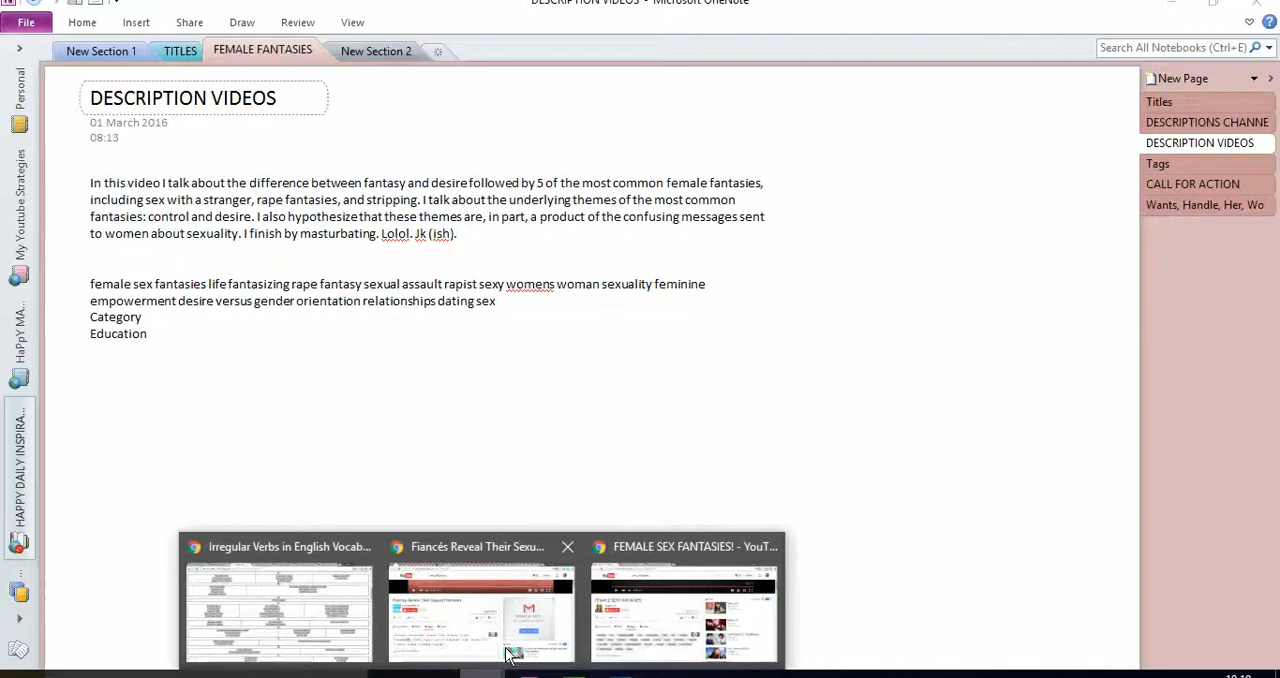 DESCRIPTION VIDEOS - Microsoft OneNote
File Home Insert Share Draw Review View
New Section 1 TITLES FEMALE FANTASIES New Section 2 Search All Notebooks (Ctrl+E)
New Page
Titles
DESCRIPTIONS CHANNE
DESCRIPTION VIDEOS
Tags
CALL FOR ACTION
Wants, Handle, Her, Wo
Personal
My Youtube Strategies
HaPpY MA...
HAPPY DAILY INSPIRA...
DESCRIPTION VIDEOS
01 March 2016
08:13
In this video I talk about the difference between fantasy and desire followed by 5 of the most common female fantasies,
including sex with a stranger, rape fantasies, and stripping. I talk about the underlying themes of the most common
fantasies: control and desire. I also hypothesize that these themes are, in part, a product of the confusing messages sent
to women about sexuality. I finish by masturbating. Lolol. Jk (ish).
female sex fantasies life fantasizing rape fantasy sexual assault rapist sexy womens woman sexuality feminine
empowerment desire versus gender orientation relationships dating sex
Category
Education
Irregular Verbs in English Vocab... Fiancés Reveal Their Sexu... FEMALE SEX FANTASIES! - YouT...